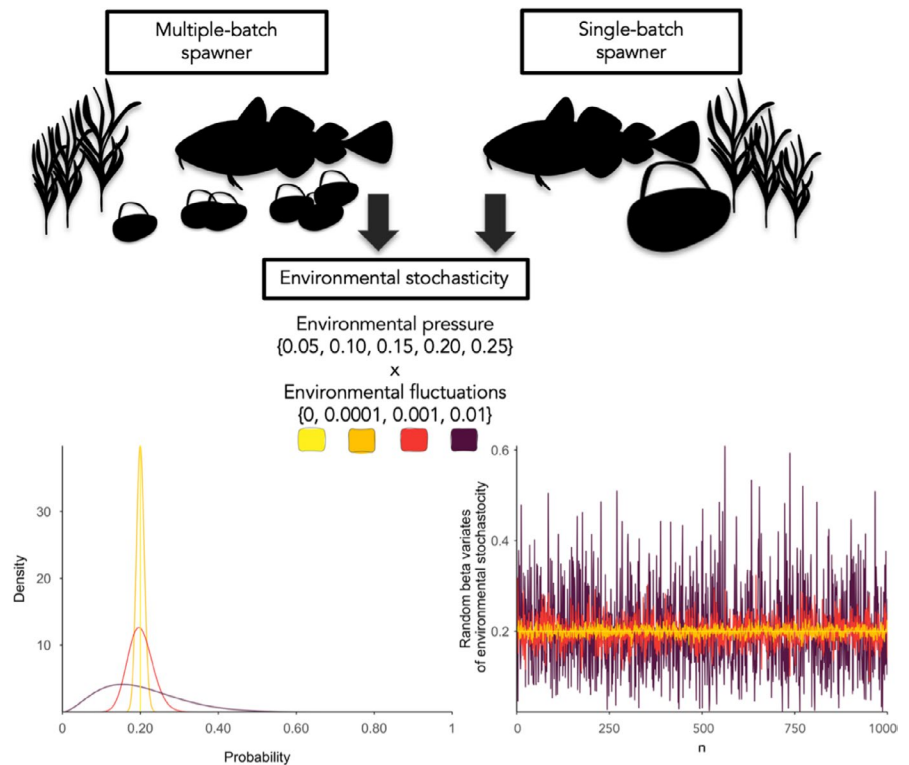 Multiple-batch
spawner
Single-batch
spawner
Environmental stochasticity
Environmental pressure
{0.05, 0.10, 0.15, 0.20, 0.25}
x
Environmental fluctuations
{0, 0.0001, 0.001, 0.01}
Density
30
20
10
0
0.20
0.40
0.60
0.80
1
Probability
Random beta variates
of environmental stochastocity
0.6
0.4
0.2
0
250
500
750
1000
n